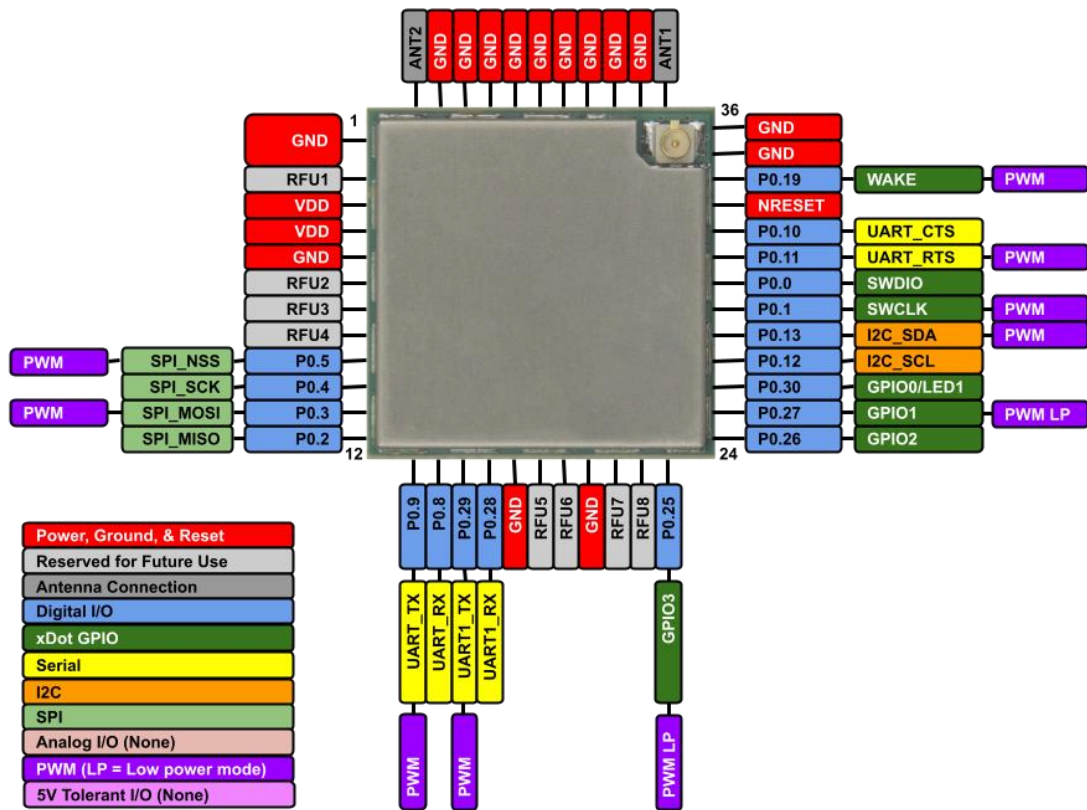 ANT2 GND GND GND GND GND GND GND GND GND ANT1
1 36
GND GND
GND
RFU1 P0.19 WAKE PWM
VDD NRESET
VDD P0.10 UART_CTS
GND P0.11 UART_RTS PWM
RFU2 P0.0 SWDIO
RFU3 P0.1 SWCLK PWM
RFU4 P0.13 I2C_SDA PWM
PWM SPI_NSS P0.5 P0.12 I2C_SCL
SPI_SCK P0.4 P0.30 GPIO0/LED1
PWM SPI_MOSI P0.3 P0.27 GPIO1 PWM LP
SPI_MISO P0.2 P0.26 GPIO2
12 24
P0.9 P0.8 P0.29 P0.28 GND RFU5 RFU6 GND RFU7 RFU8 P0.25
UART_TX UART_RX UART1_TX UART1_RX GPIO3
PWM PWM PWM LP
Power, Ground, & Reset
Reserved for Future Use
Antenna Connection
Digital I/O
xDot GPIO
Serial
I2C
SPI
Analog I/O (None)
PWM (LP = Low power mode)
5V Tolerant I/O (None)